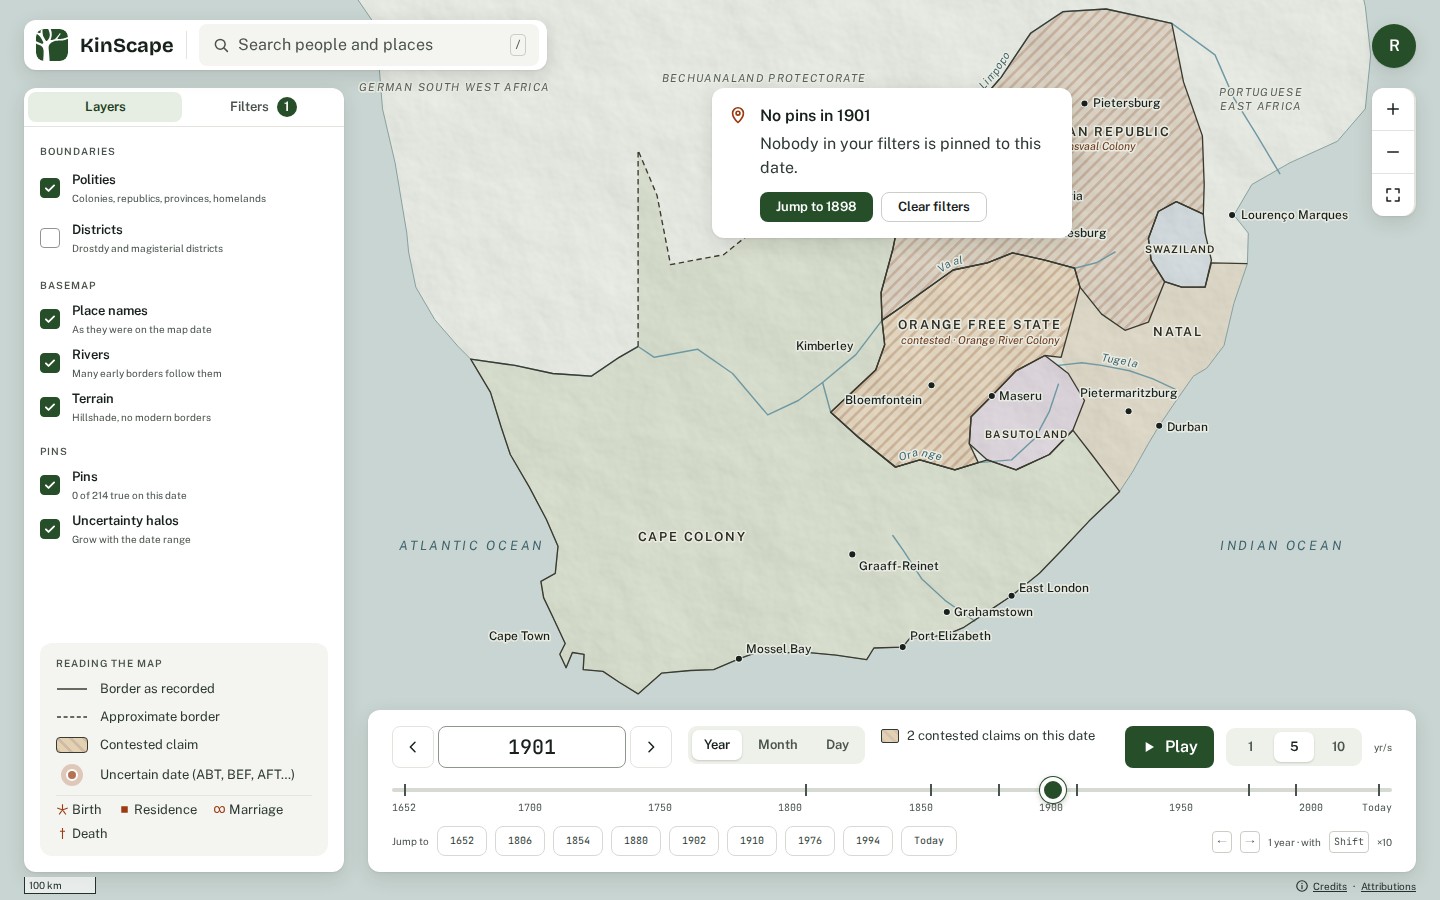 KinScape
Search people and places
/
R
Layers
Filters 1
BOUNDARIES
Polities
Colonies, republics, provinces, homelands
Districts
Drostdy and magisterial districts
BASEMAP
Place names
As they were on the map date
Rivers
Many early borders follow them
Terrain
Hillshade, no modern borders
PINS
Pins
0 of 214 true on this date
Uncertainty halos
Grow with the date range
READING THE MAP
Border as recorded
Approximate border
Contested claim
Uncertain date (ABT, BEF, AFT…)
Birth
Residence
Marriage
Death
100 km
GERMAN SOUTH WEST AFRICA
BECHUANALAND PROTECTORATE
Limpopo
PORTUGUESE
EAST AFRICA
Pietersburg
AN REPUBLIC
nsvaal Colony
No pins in 1901
Nobody in your filters is pinned to this
date.
Jump to 1898
Clear filters
ria
esburg
Lourenço Marques
SWAZILAND
Vaal
ORANGE FREE STATE
contested · Orange River Colony
NATAL
Kimberley
Tugela
Bloemfontein
Maseru
Pietermaritzburg
Durban
BASUTOLAND
Orange
ATLANTIC OCEAN
CAPE COLONY
INDIAN OCEAN
Graaff-Reinet
East London
Grahamstown
Cape Town
Port Elizabeth
Mossel Bay
1901
Year
Month
Day
2 contested claims on this date
Play
1
5
10
yr/s
1652
1700
1750
1800
1850
1900
1950
2000
Today
Jump to
1652
1806
1854
1880
1902
1910
1976
1994
Today
← → 1 year · with Shift ×10
Credits · Attributions